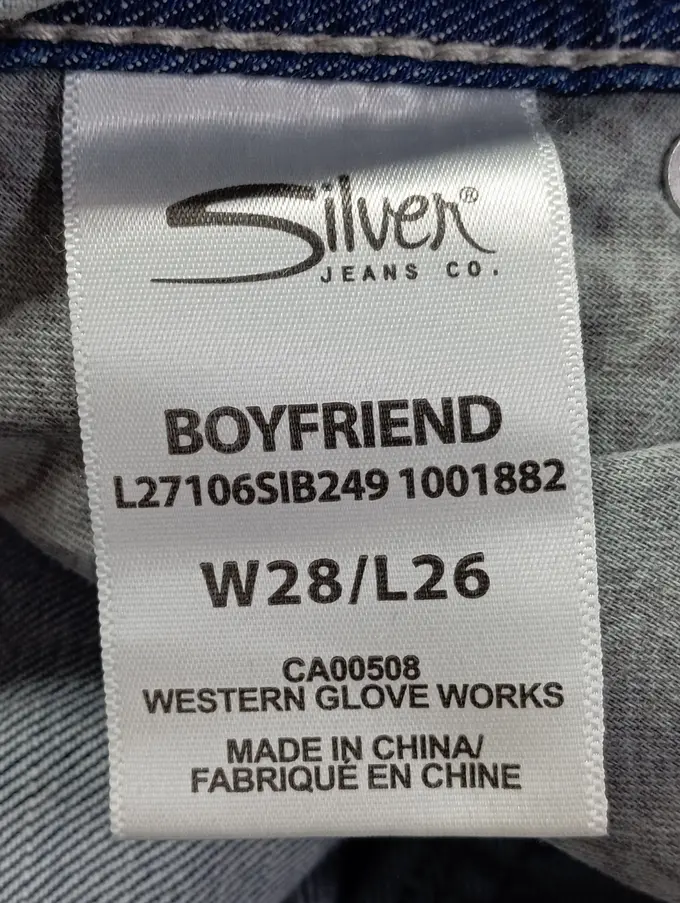 Silver®
JEANS CO.
BOYFRIEND
L27106SIB249 1001882
W28/L26
CA00508
WESTERN GLOVE WORKS
MADE IN CHINA/
FABRIQUÉ EN CHINE